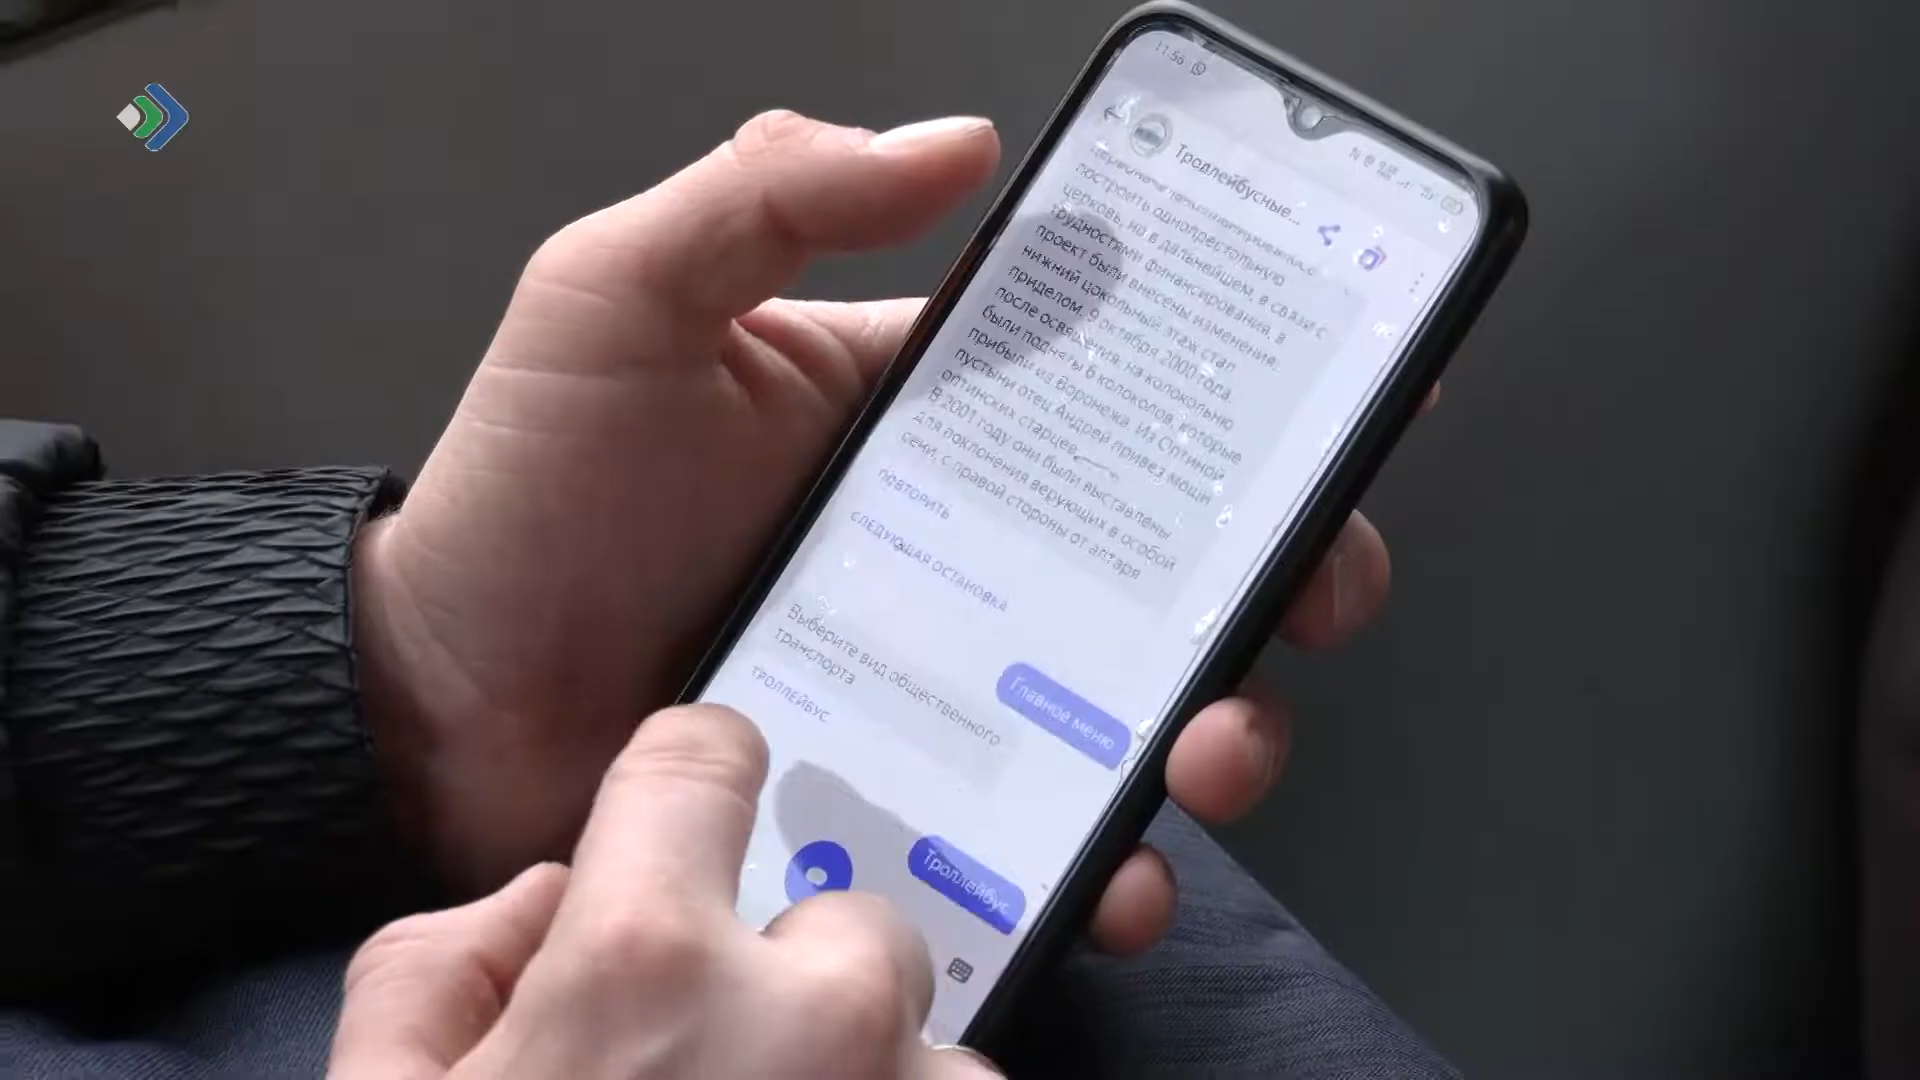 11:56
Тродлейбусные...
построить однопрестольную
церковь, но в дальнейшем, в связи с
трудностями финансирования, в
проект были внесены изменения:
нижний цокольный этаж стал
приделом. 9 октября 2000 года,
после освящения, на колокольню
были подняты 6 колоколов, которые
прибыли из Воронежа. Из Оптиной
пустыни отец Андрей привез мощи
оптинских старцев.
В 2001 году они были выставлены
для поклонения верующих в особой
сени, с правой стороны от алтаря
ПОВТОРИТЬ
СЛЕДУЮЩАЯ ОСТАНОВКА
Главное меню
Выберите вид общественного
транспорта
ТРОЛЛЕЙБУС
Троллейбус